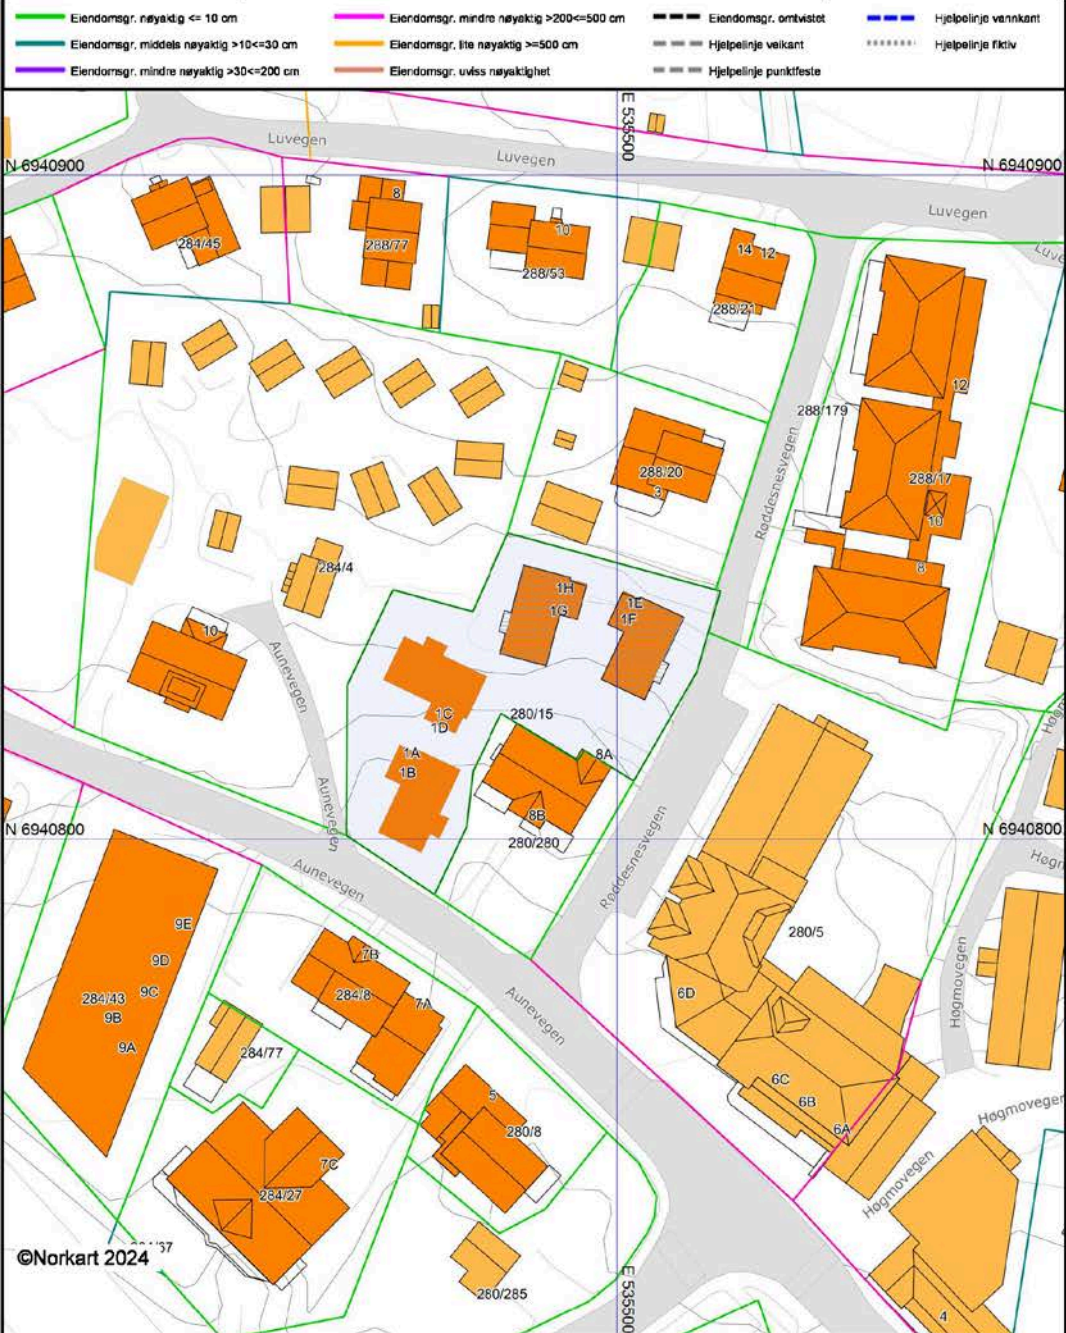 Eiendomsgr. nøyaktig <= 10 cm
Eiendomsgr. mindre nøyaktig >200<=500 cm
Eiendomsgr. omtvistet
Hjelpelinje vannkant
Eiendomsgr. middels nøyaktig >10<=30 cm
Eiendomsgr. lite nøyaktig >=500 cm
Hjelpelinje veikant
Hjelpelinje fiktiv
Eiendomsgr. mindre nøyaktig >30<=200 cm
Eiendomsgr. uviss nøyaktighet
Hjelpelinje punktfeste
E 535500
Luvegen
Luvegen
N 6940900
N 6940900
8
Luvegen
10
284/45
288/77
14 12
288/53
288/21
12
288/179
Røddesnesvegen
288/20
3
288/17
10
284/4
8
1H
1G
1E
1F
10
Aunevegen
1C
1D
280/15
1A
1B
8A
Aunevegen
8B
N 6940800
280/280
N 6940800
Røddesnesvegen
Aunevegen
9E
280/5
7B
9D
9C
284/43
284/8
7A
6D
9B
Aunevegen
Høgmovegen
9A
284/77
6C
5
6B
280/8
6A
Høgmovegen
7C
284/27
Høgmovegen
©Norkart 2024
280/285
E 535500
4